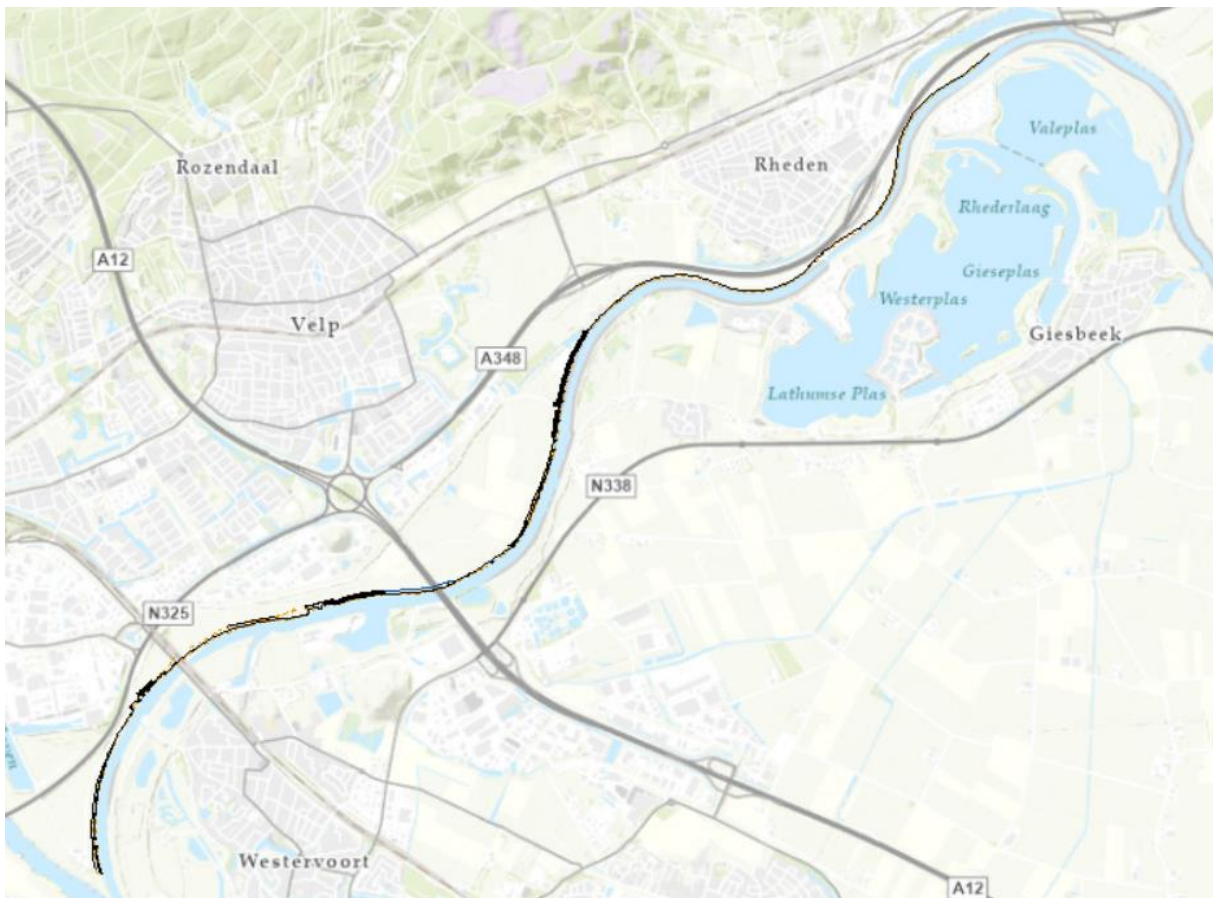 Valeplas
Rozendaal
Rheden
Rhederlaag
A12
Gieseplas
Westerplas
Velp
Giesbeek
A348
Lathumse Plas
N338
N325
Westervoort
A12